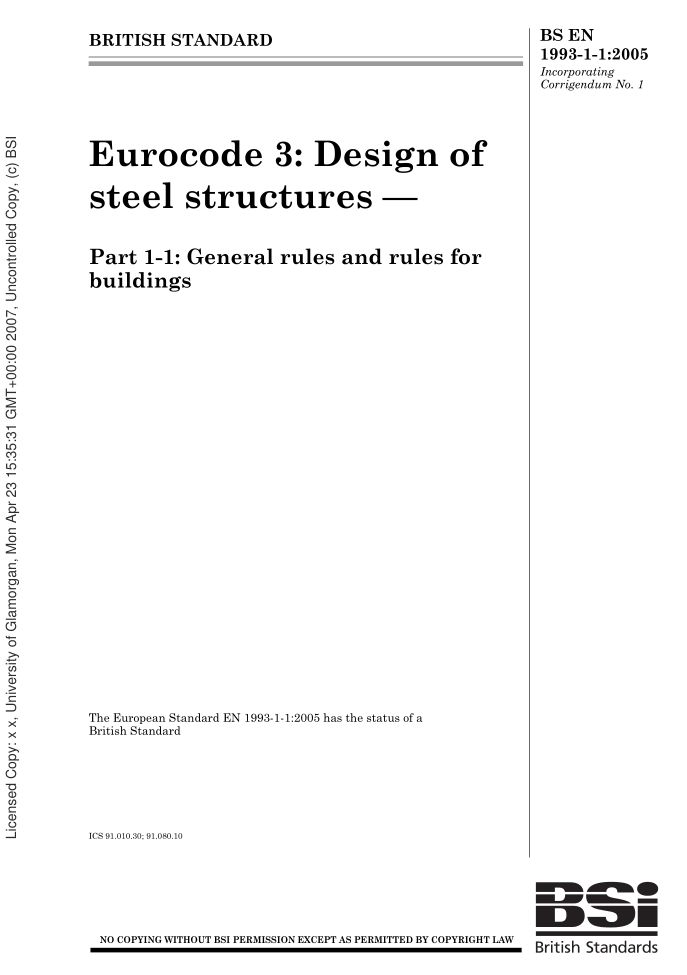 BRITISH STANDARD
BS EN
1993-1-1:2005
Incorporating
Corrigendum No. 1
Eurocode 3: Design of
steel structures —
Part 1-1: General rules and rules for
buildings
The European Standard EN 1993-1-1:2005 has the status of a
British Standard
ICS 91.010.30; 91.080.10
NO COPYING WITHOUT BSI PERMISSION EXCEPT AS PERMITTED BY COPYRIGHT LAW
BSi
British Standards
Licensed Copy: x x, University of Glamorgan, Mon Apr 23 15:35:31 GMT+00:00 2007, Uncontrolled Copy, (c) BSI